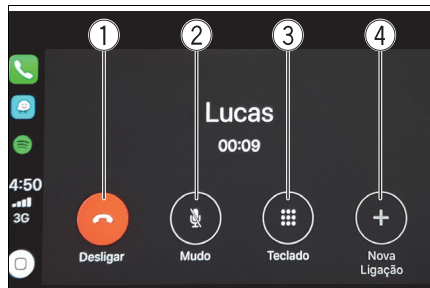 1 2 3 4
Lucas
00:09
4:50
3G
Desligar Mudo Teclado Nova
Ligação